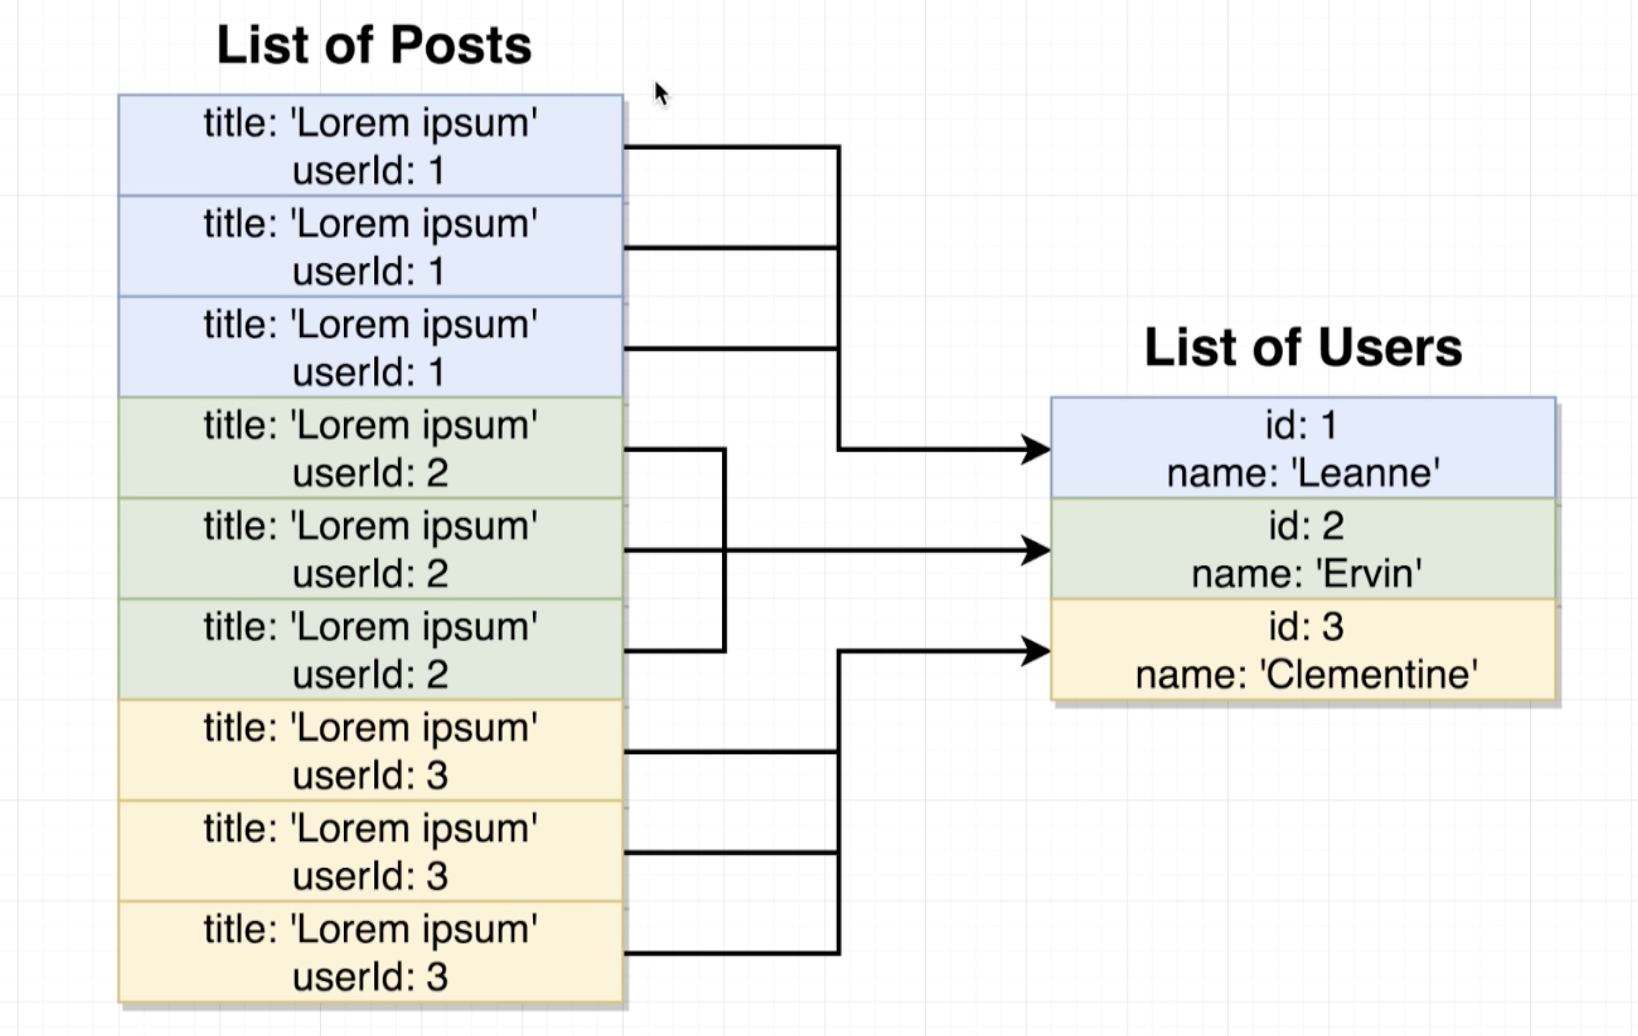 List of Posts
title: 'Lorem ipsum'
userId: 1
title: 'Lorem ipsum'
userId: 1
title: 'Lorem ipsum'
userId: 1
title: 'Lorem ipsum'
userId: 2
title: 'Lorem ipsum'
userId: 2
title: 'Lorem ipsum'
userId: 2
title: 'Lorem ipsum'
userId: 3
title: 'Lorem ipsum'
userId: 3
title: 'Lorem ipsum'
userId: 3
List of Users
id: 1
name: 'Leanne'
id: 2
name: 'Ervin'
id: 3
name: 'Clementine'